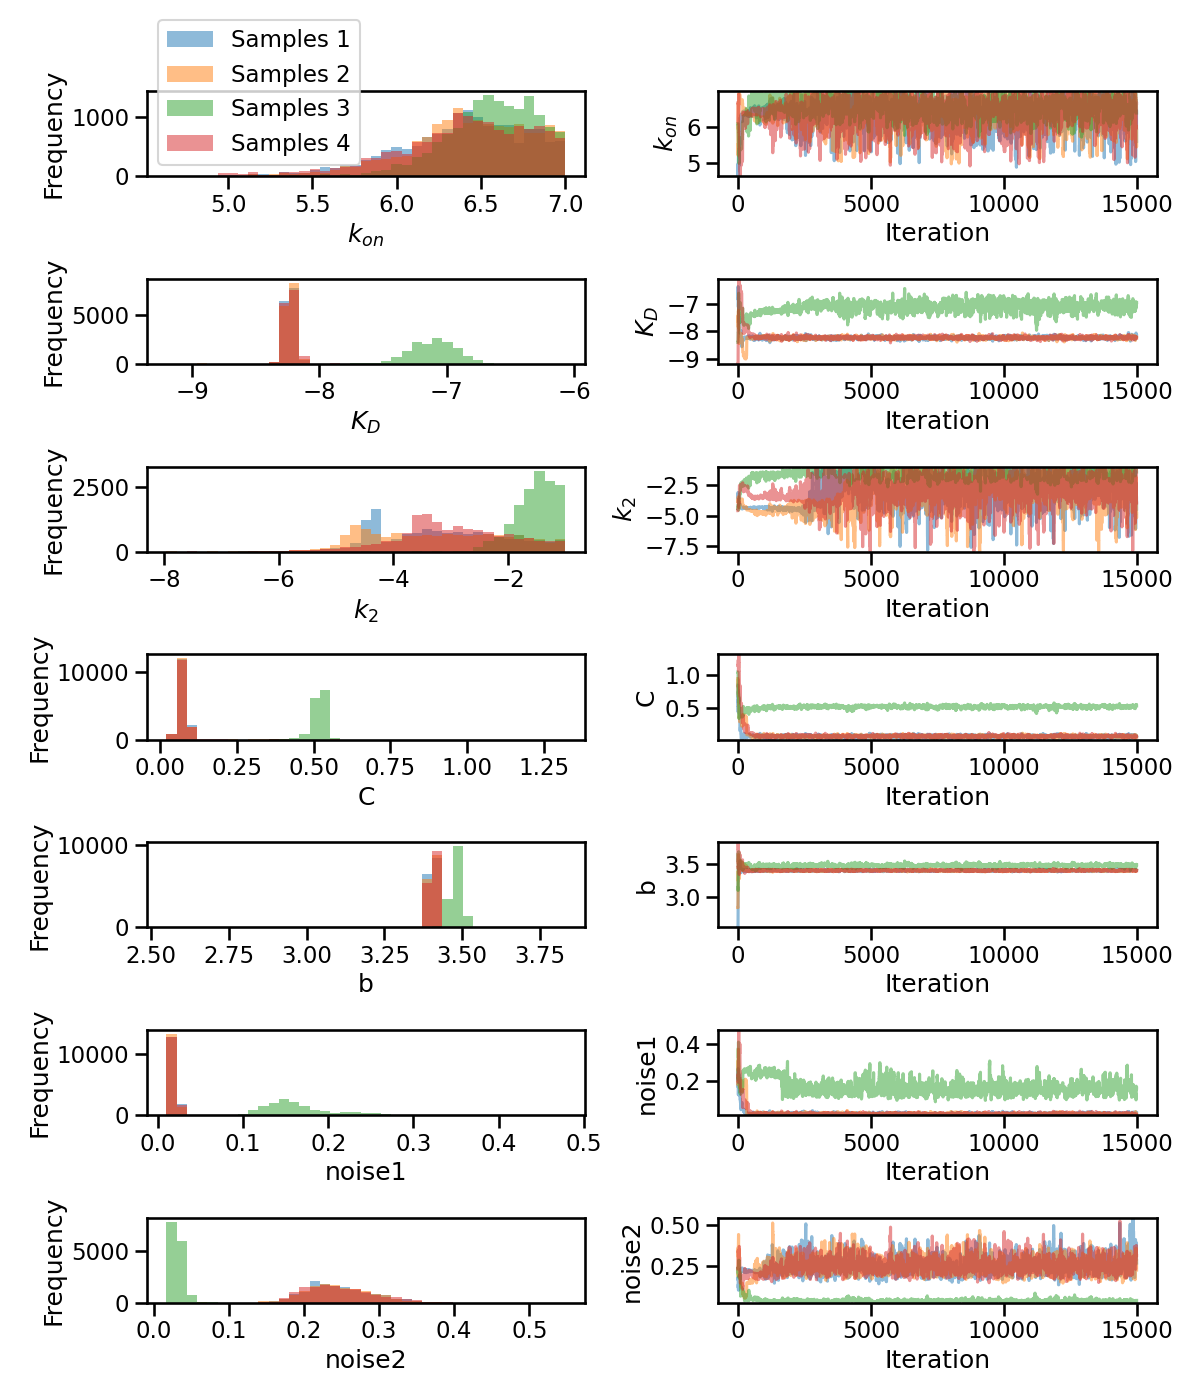 Samples 1
Samples 2
Samples 3
Samples 4
Frequency
1000
0
5.0 5.5 6.0 6.5 7.0
k_on
k_on
6
5
0 5000 10000 15000
Iteration
Frequency
5000
0
−9 −8 −7 −6
K_D
K_D
−7
−8
−9
0 5000 10000 15000
Iteration
Frequency
2500
0
−8 −6 −4 −2
k_2
k_2
−2.5
−5.0
−7.5
0 5000 10000 15000
Iteration
Frequency
10000
0
0.00 0.25 0.50 0.75 1.00 1.25
C
C
1.0
0.5
0 5000 10000 15000
Iteration
Frequency
10000
0
2.50 2.75 3.00 3.25 3.50 3.75
b
b
3.5
3.0
0 5000 10000 15000
Iteration
Frequency
10000
0
0.0 0.1 0.2 0.3 0.4 0.5
noise1
noise1
0.4
0.2
0 5000 10000 15000
Iteration
Frequency
5000
0
0.0 0.1 0.2 0.3 0.4 0.5
noise2
noise2
0.50
0.25
0 5000 10000 15000
Iteration